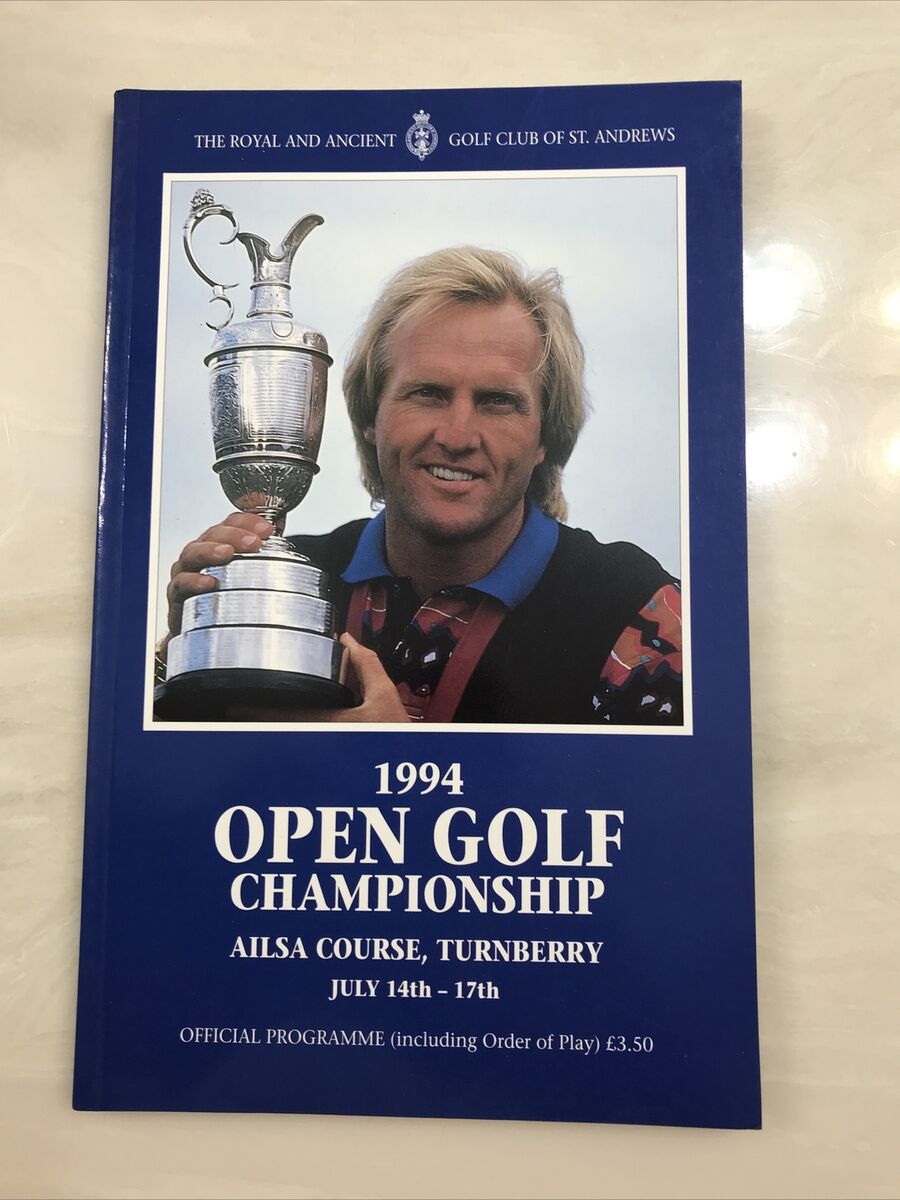 THE ROYAL AND ANCIENT GOLF CLUB OF ST. ANDREWS
1994
OPEN GOLF
CHAMPIONSHIP
AILSA COURSE, TURNBERRY
JULY 14th – 17th
OFFICIAL PROGRAMME (including Order of Play) £3.50